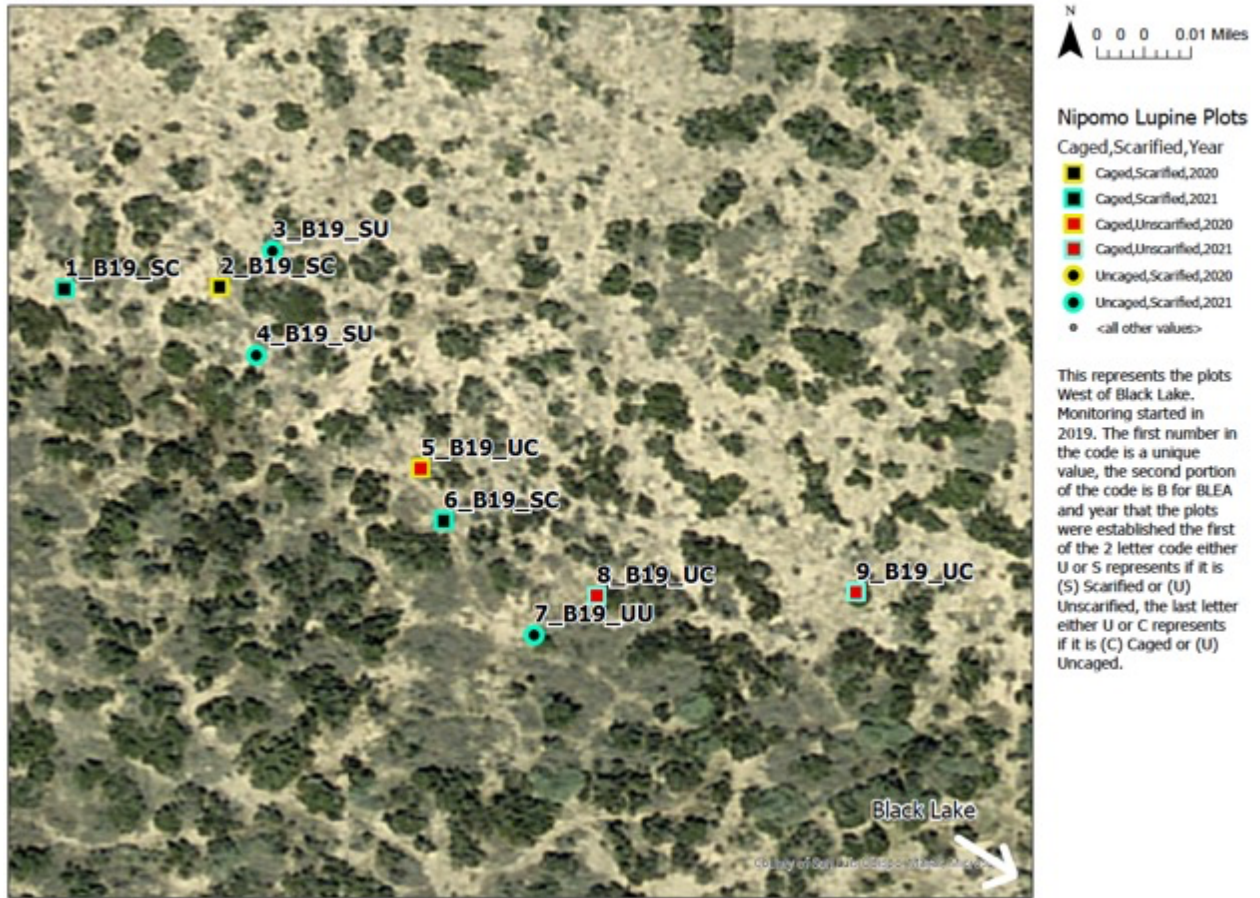 N
0 0 0 0.01 Miles
Nipomo Lupine Plots
Caged,Scarified,Year
Caged,Scarified,2020
Caged,Scarified,2021
Caged,Unscarified,2020
Caged,Unscarified,2021
Uncaged,Scarified,2020
Uncaged,Scarified,2021
<all other values>
This represents the plots
West of Black Lake.
Monitoring started in
2019. The first number in
the code is a unique
value, the second portion
of the code is B for BLEA
and year that the plots
were established the first
of the 2 letter code either
U or S represents if it is
(S) Scarified or (U)
Unscarified, the last letter
either U or C represents
if it is (C) Caged or (U)
Uncaged.
3_B19_SU
1_B19_SC
2_B19_SC
4_B19_SU
5_B19_UC
6_B19_SC
8_B19_UC
9_B19_UC
7_B19_UU
Black Lake
County of San Luis Obispo